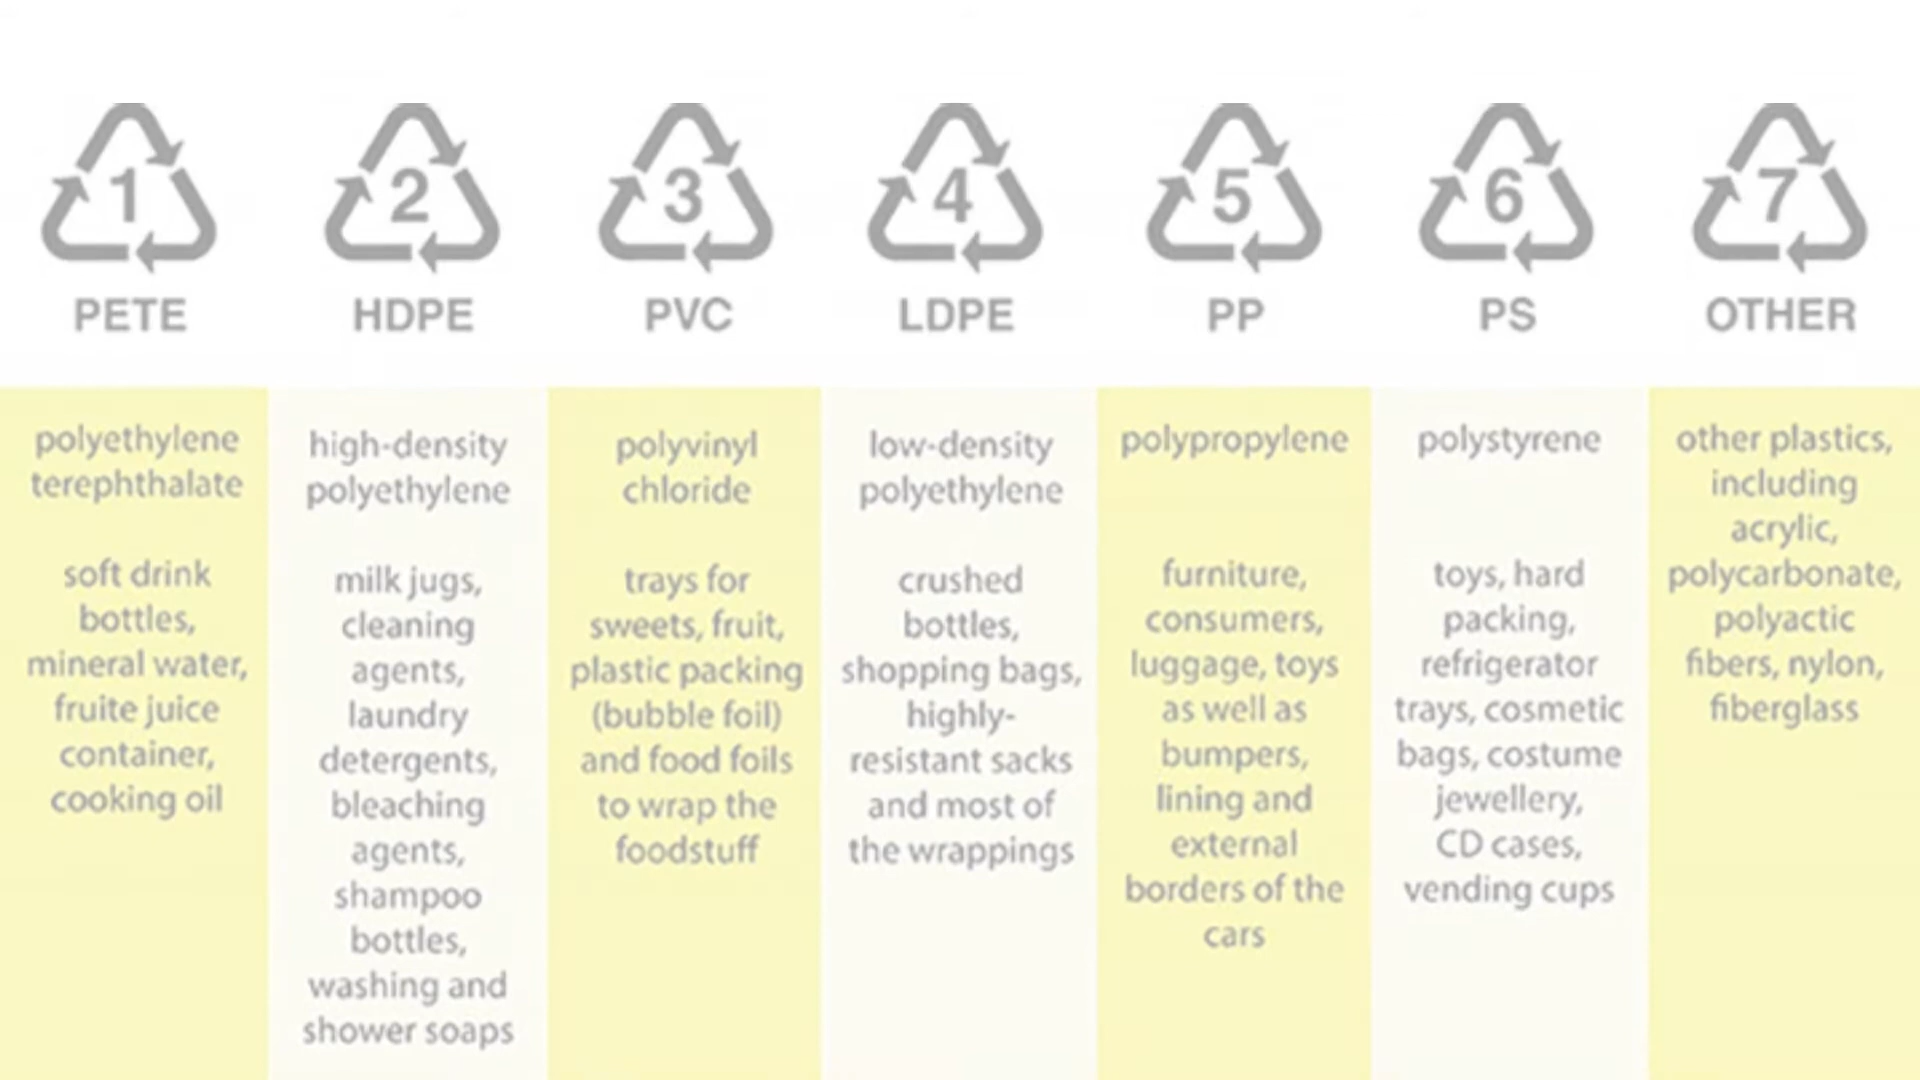 1
PETE
polyethylene
terephthalate
soft drink
bottles,
mineral water,
fruite juice
container,
cooking oil
2
HDPE
high-density
polyethylene
milk jugs,
cleaning
agents,
laundry
detergents,
bleaching
agents,
shampoo
bottles,
washing and
shower soaps
3
PVC
polyvinyl
chloride
trays for
sweets, fruit,
plastic packing
(bubble foil)
and food foils
to wrap the
foodstuff
4
LDPE
low-density
polyethylene
crushed
bottles,
shopping bags,
highly-
resistant sacks
and most of
the wrappings
5
PP
polypropylene
furniture,
consumers,
luggage, toys
as well as
bumpers,
lining and
external
borders of the
cars
6
PS
polystyrene
toys, hard
packing,
refrigerator
trays, cosmetic
bags, costume
jewellery,
CD cases,
vending cups
7
OTHER
other plastics,
including
acrylic,
polycarbonate,
polyactic
fibers, nylon,
fiberglass